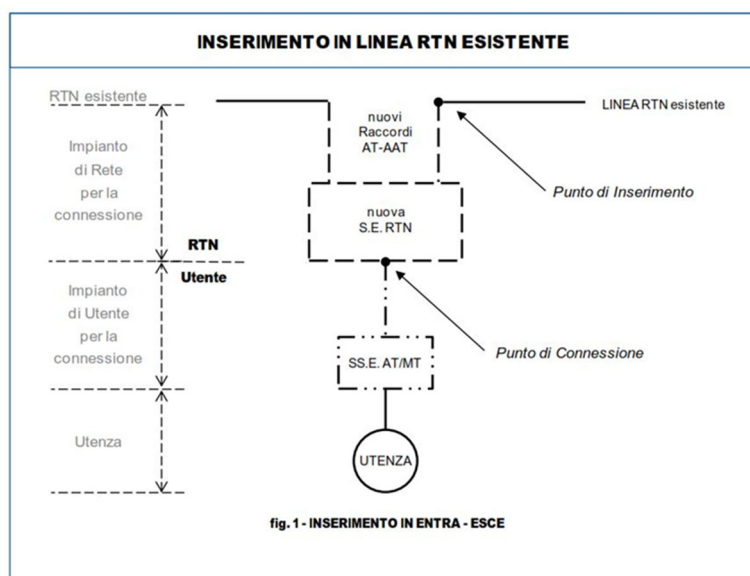 INSERIMENTO IN LINEA RTN ESISTENTE
RTN esistente
LINEA RTN esistente
nuovi
Raccordi
AT-AAT
Impianto
di Rete
per la
connessione
Punto di Inserimento
nuova
S.E. RTN
RTN
Utente
Impianto
di Utente
per la
connessione
Punto di Connessione
SS.E. AT/MT
Utenza
UTENZA
fig. 1 - INSERIMENTO IN ENTRA - ESCE